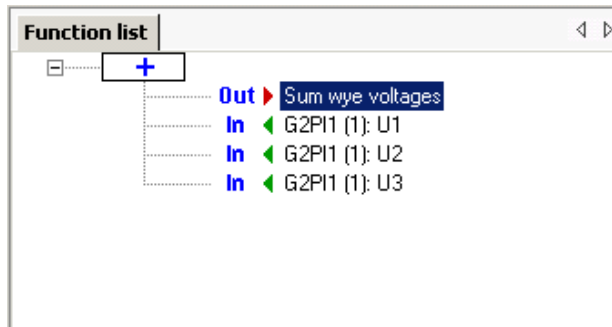 Function list
+
Out Sum wye voltages
In G2PI1 (1): U1
In G2PI1 (1): U2
In G2PI1 (1): U3